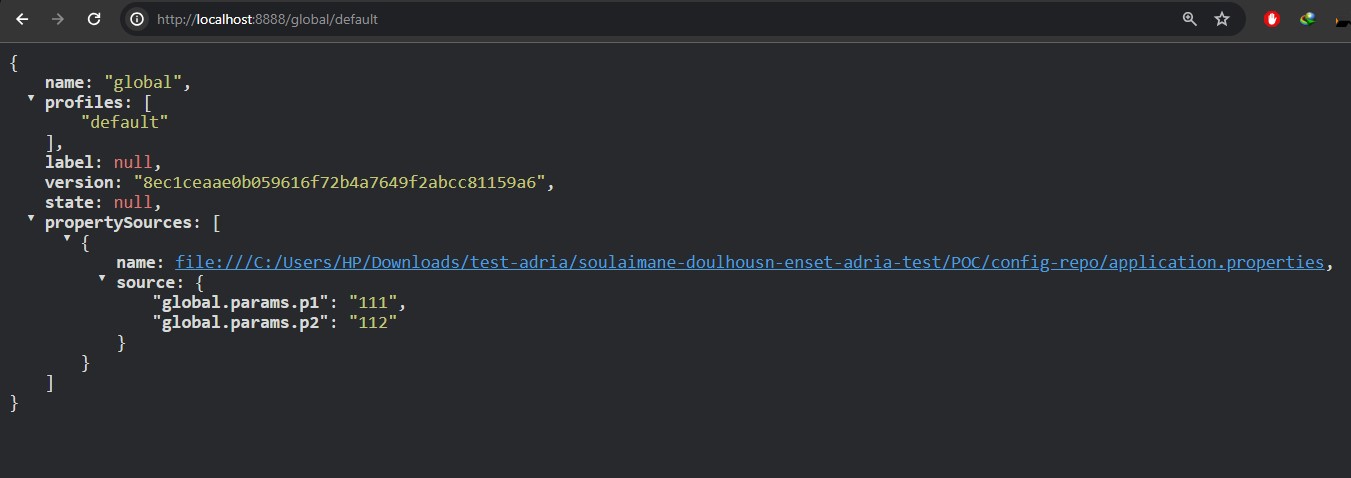 http://localhost:8888/global/default
{
name: "global",
profiles: [
"default"
],
label: null,
version: "8ec1ceaae0b059616f72b4a7649f2abcc81159a6",
state: null,
propertySources: [
{
name: file:///C:/Users/HP/Downloads/test-adria/soulaimane-doulhousn-enset-adria-test/POC/config-repo/application.properties,
source: {
"global.params.p1": "111",
"global.params.p2": "112"
}
}
]
}